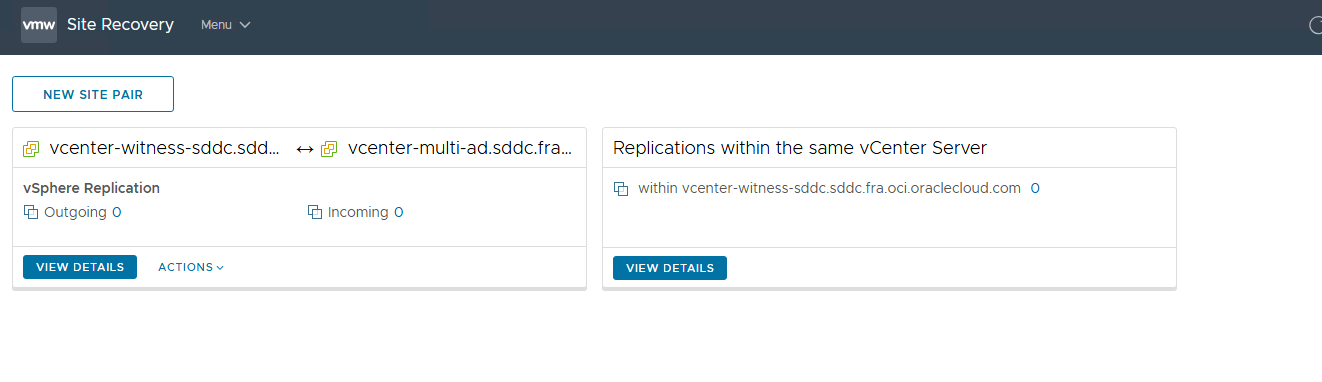 vmw Site Recovery Menu
NEW SITE PAIR
vcenter-witness-sddc.sdd... ↔ vcenter-multi-ad.sddc.fra...
vSphere Replication
Outgoing 0 Incoming 0
VIEW DETAILS ACTIONS
Replications within the same vCenter Server
within vcenter-witness-sddc.sddc.fra.oci.oraclecloud.com 0
VIEW DETAILS